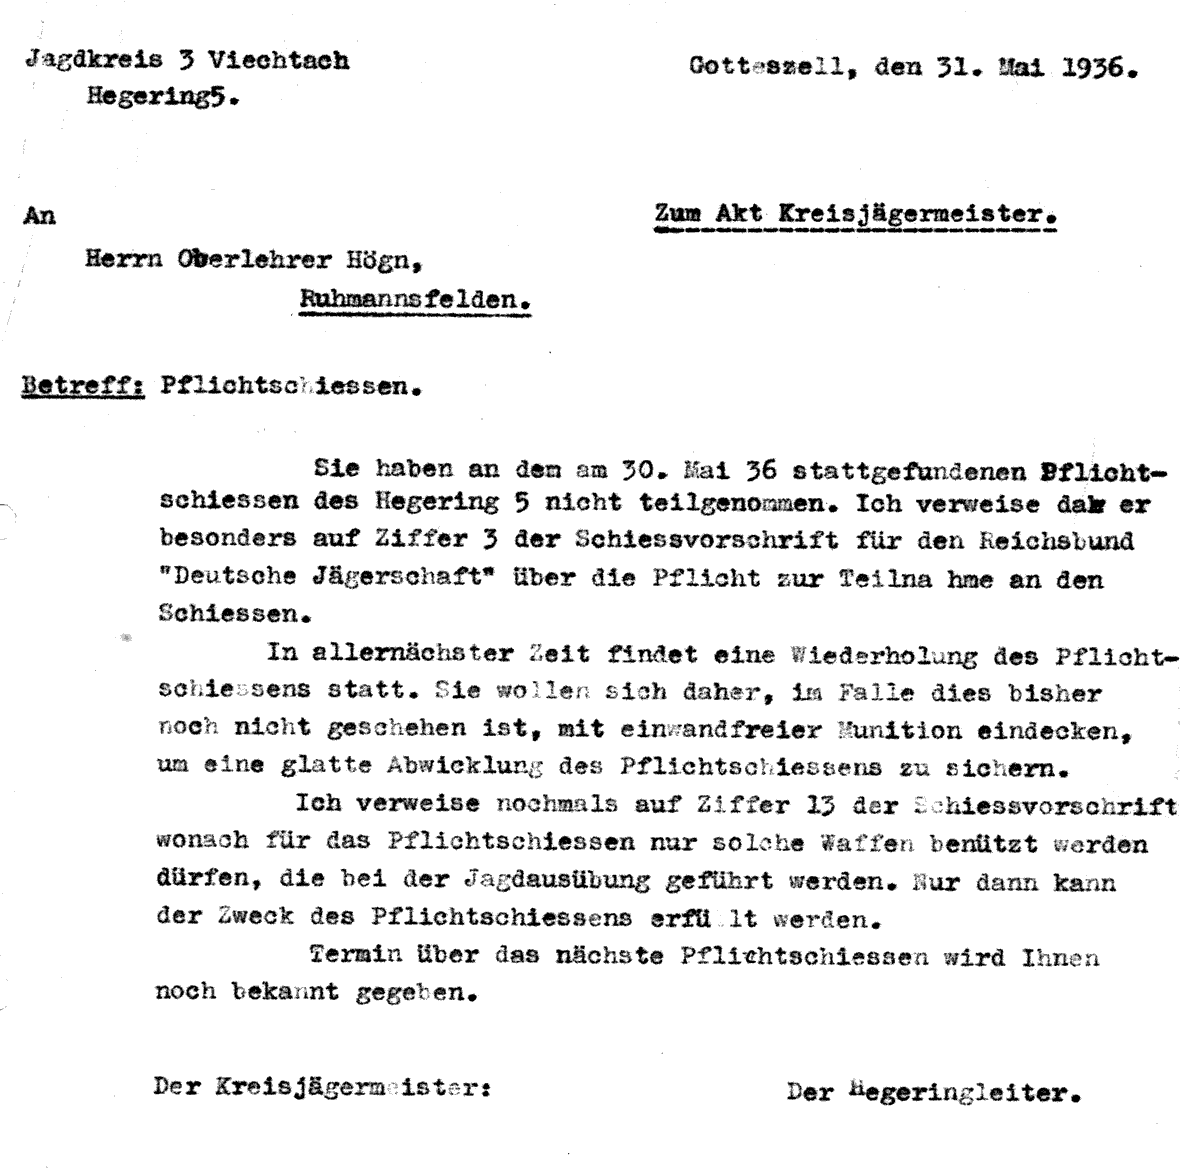 Jagdkreis 3 Viechtach
Gotteszell, den 31. Mai 1936.
Hegering5.
An
Zum Akt Kreisjägermeister.
Herrn Oberlehrer Högn,
Ruhmannsfelden.
Betreff: Pflichtschiessen.
Sie haben an dem am 30. Mai 36 stattgefundenen Pflicht-
schiessen des Hegering 5 nicht teilgenommen. Ich verweise da er
besonders auf Ziffer 3 der Schiessvorschrift für den Reichsbund
"Deutsche Jägerschaft" über die Pflicht zur Teilna hme an den
Schiessen.
In allernächster Zeit findet eine Wiederholung des Pflicht-
schiessens statt. Sie wollen sich daher, im Falle dies bisher
noch nicht geschehen ist, mit einwandfreier Munition eindecken,
um eine glatte Abwicklung des Pflichtschiessens zu sichern.
Ich verweise nochmals auf Ziffer 13 der Schiessvorschrift
wonach für das Pflichtschiessen nur solche Waffen benützt werden
dürfen, die bei der Jagdausübung geführt werden. Nur dann kann
der Zweck des Pflichtschiessens erfü lt werden.
Termin über das nächste Pflichtschiessen wird Ihnen
noch bekannt gegeben.
Der Kreisjägermeister:
Der Hegeringleiter.